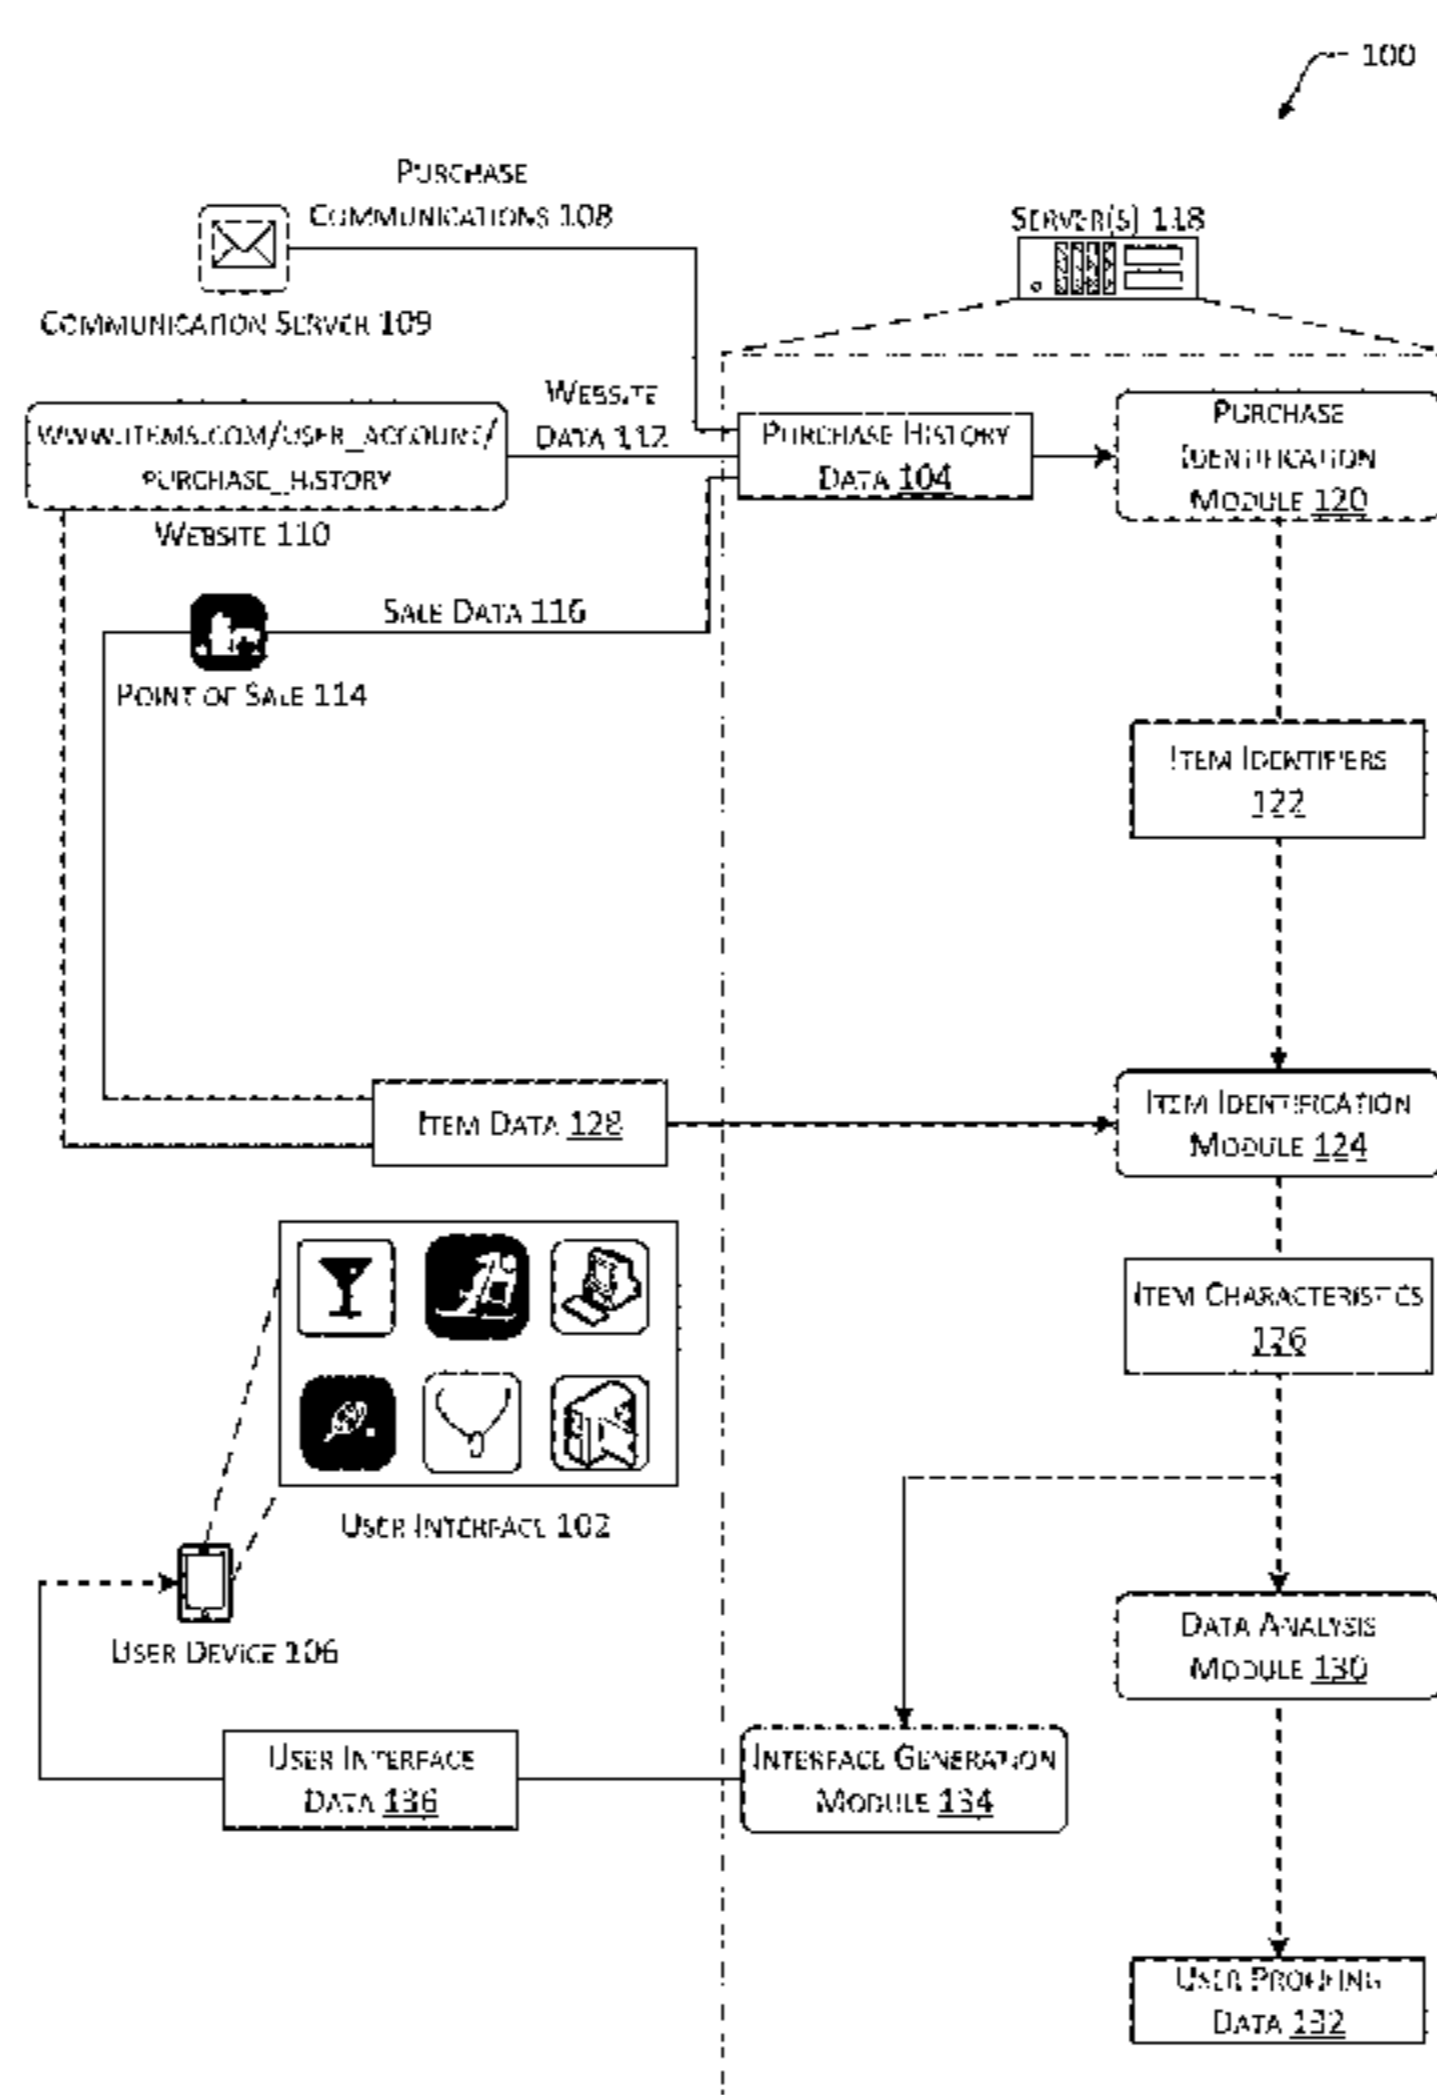 100
PURCHASE
COMMUNICATIONS 108
SERVER(S) 118
COMMUNICATION SERVER 109
WEBSITE
DATA 112
WWW.ITEMS.COM/USER_ACCOUNT/
PURCHASE_HISTORY
WEBSITE 110
PURCHASE HISTORY
DATA 104
PURCHASE
IDENTIFICATION
MODULE 120
SALE DATA 116
POINT OF SALE 114
ITEM IDENTIFIERS
122
ITEM DATA 128
ITEM IDENTIFICATION
MODULE 124
ITEM CHARACTERISTICS
126
USER INTERFACE 102
USER DEVICE 106
DATA ANALYSIS
MODULE 130
USER INTERFACE
DATA 136
INTERFACE GENERATION
MODULE 134
USER PROFILING
DATA 132